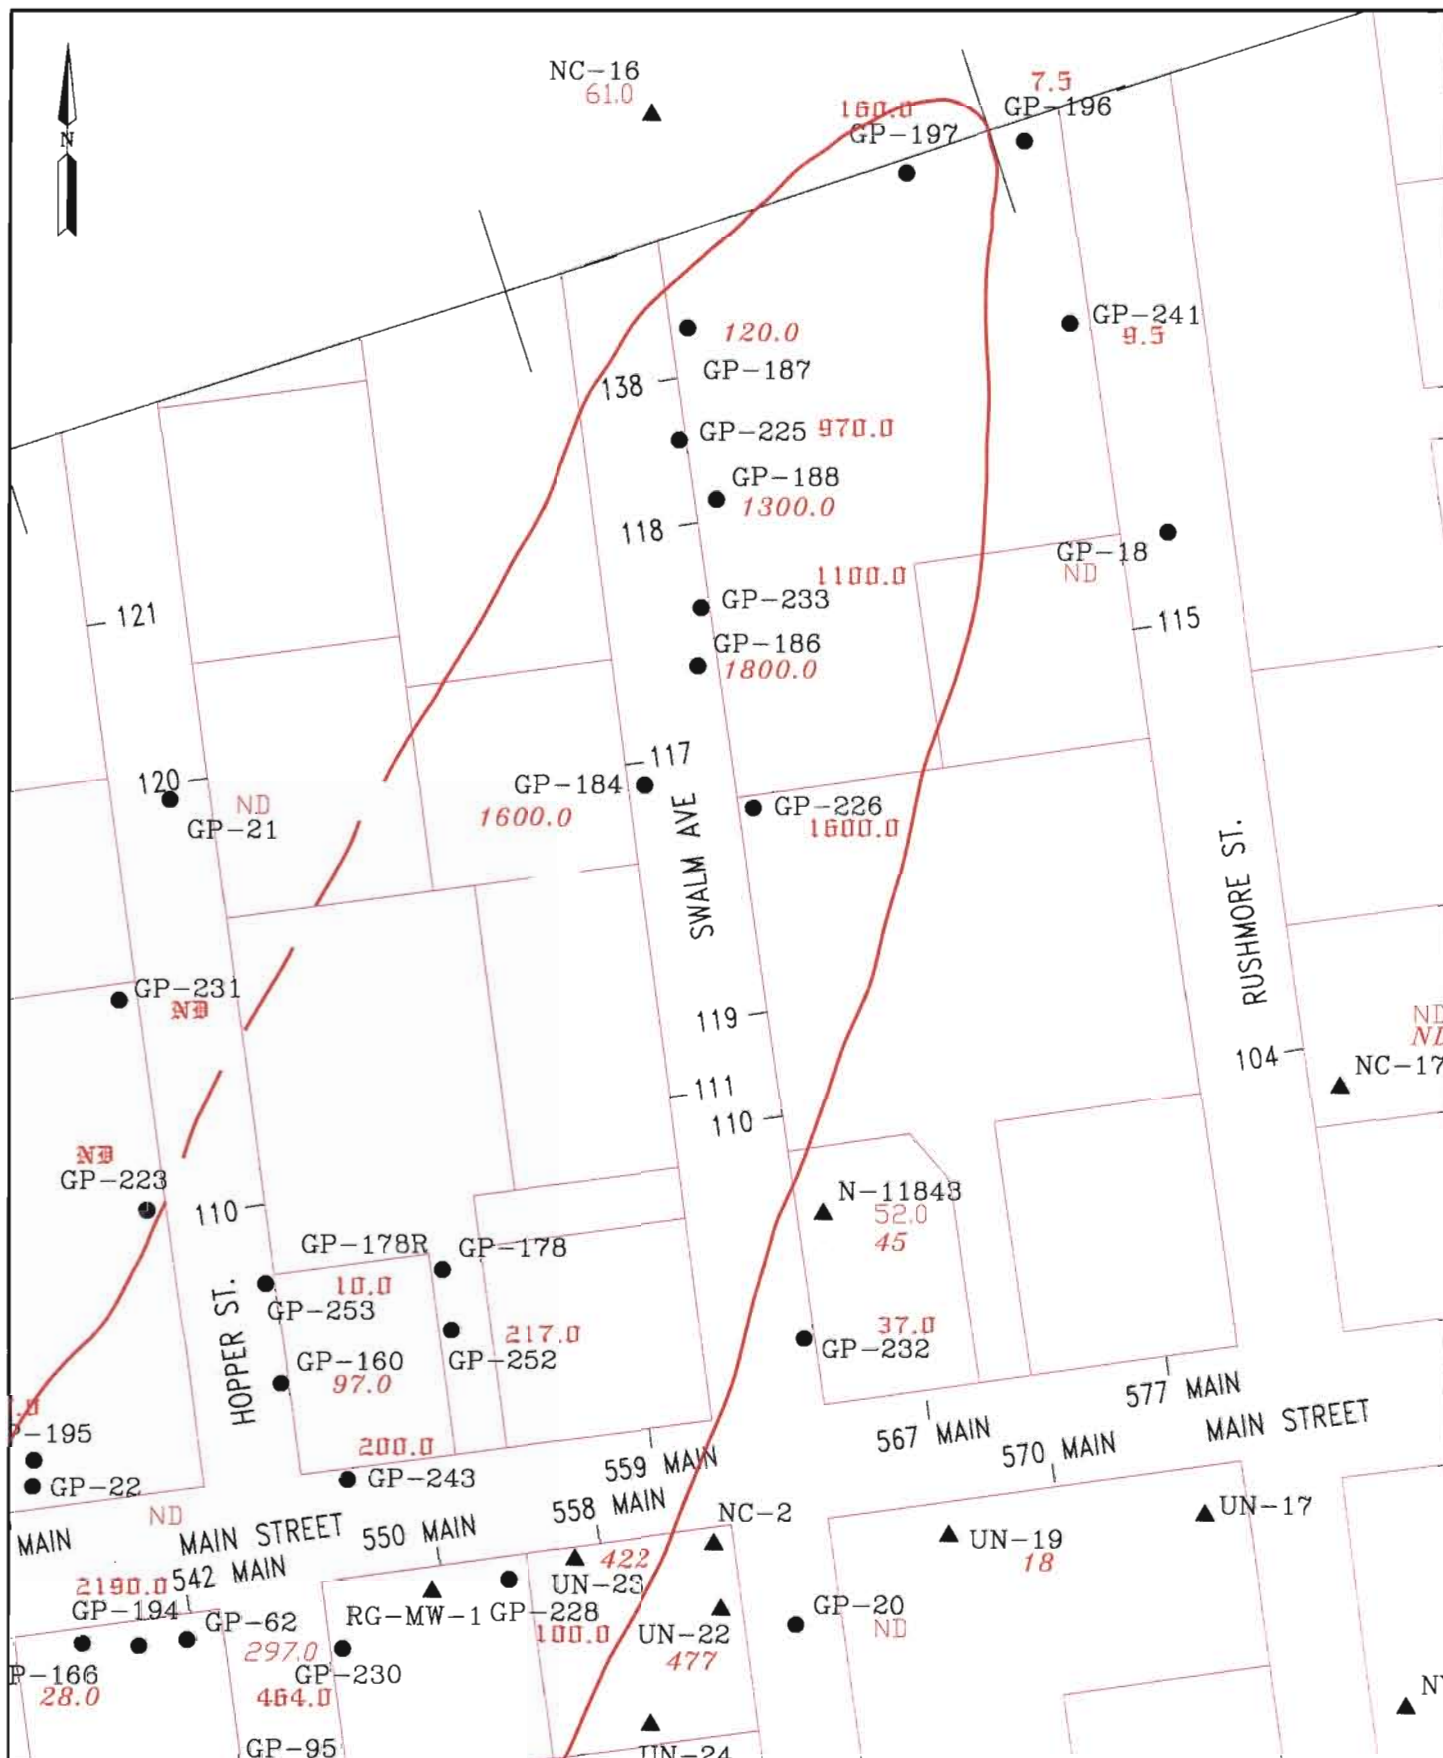 NC-16
61.0
7.5
GP-196
160.0
GP-197
N
120.0
GP-187
138
GP-241
9.5
GP-225 970.0
GP-188
1300.0
118
GP-18
ND
1100.0
GP-233
121
115
GP-186
1800.0
117
120
GP-184
1600.0
ND
GP-21
GP-226
1600.0
SWALM AVE
RUSHMORE ST.
GP-231
ND
119
104
NC-17
111
110
ND
GP-223
110
N-11843
52.0
45
GP-178R
GP-178
10.0
GP-253
HOPPER ST.
217.0
GP-252
37.0
GP-232
GP-160
97.0
577 MAIN
P-195
GP-22
200.0
GP-243
559 MAIN
567 MAIN
570 MAIN
MAIN STREET
ND
MAIN
MAIN STREET
550 MAIN
558 MAIN
NC-2
UN-17
UN-19
18
542 MAIN
2190.0
GP-194
GP-62
297.0
422
UN-23
RG-MW-1
GP-228
100.0
UN-22
477
GP-20
ND
P-166
28.0
GP-230
464.0
GP-95
UN-24